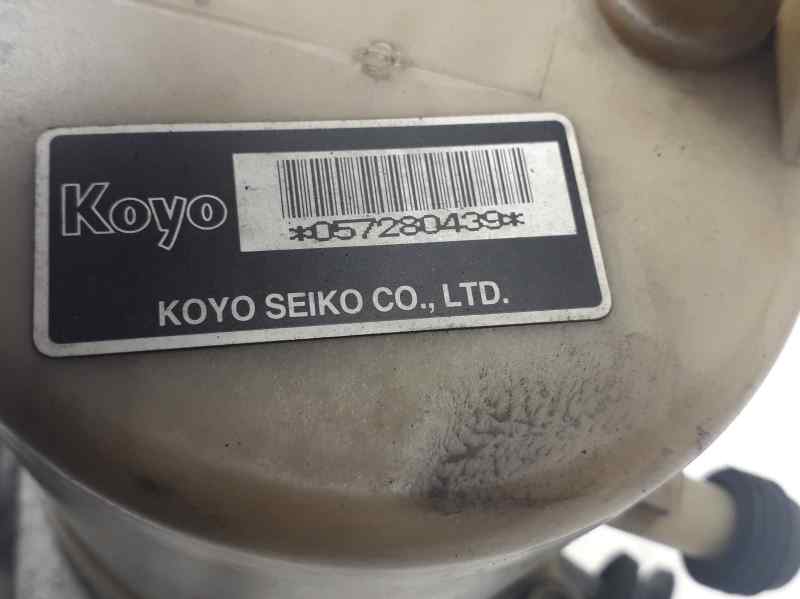 Koyo
*057280439*
KOYO SEIKO CO., LTD.